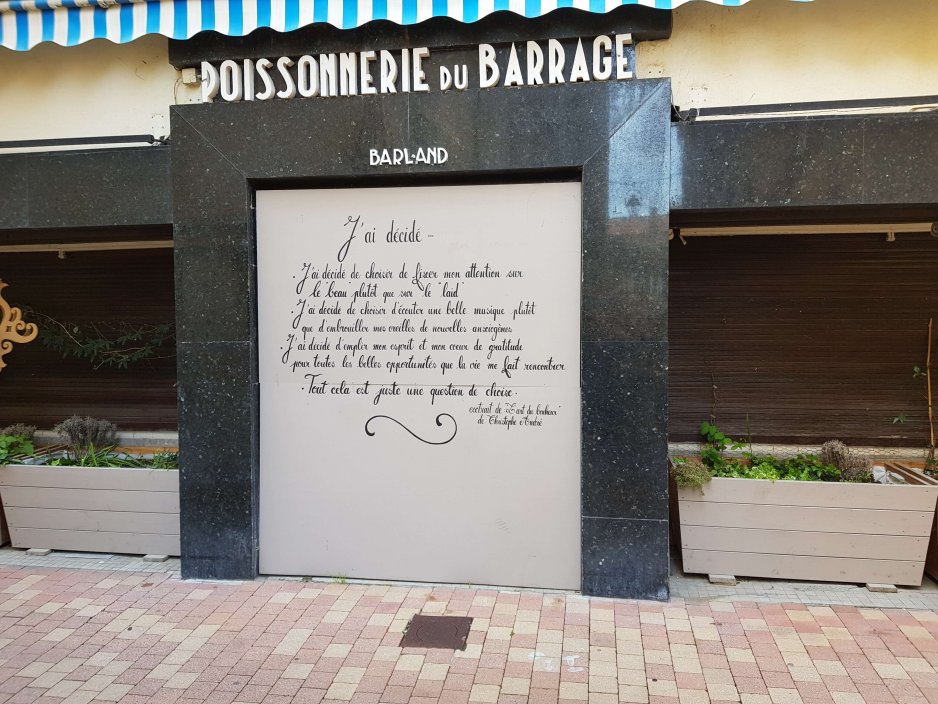 POISSONNERIE DU BARRAGE
BARL·AND
J'ai décidé ...
· J'ai décidé de choisir de fixer mon attention sur
le "beau" plutôt que sur le "laid"
· J'ai décidé de choisir d'écouter une belle musique plutôt
que d'embrouiller mes oreilles de nouvelles anxiogènes
· J'ai décidé d'emplir mon esprit et mon coeur de gratitude
pour toutes les belles opportunités que la vie me fait rencontrer
· Tout cela est juste une question de choix ·
extrait de "L'art du bonheur"
de Christophe André